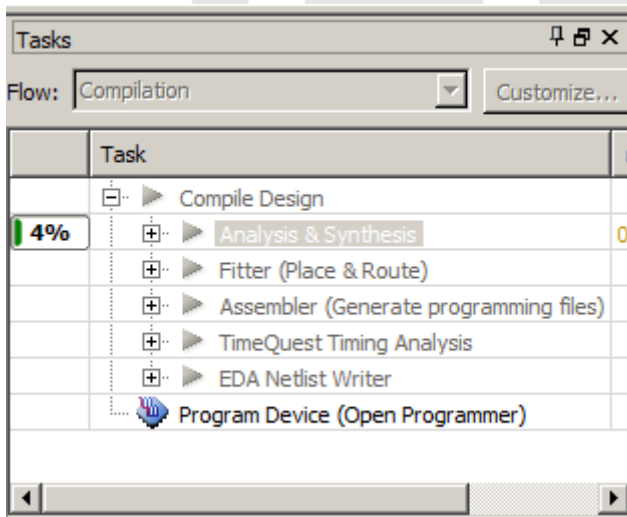 Tasks
Flow: Compilation Customize...
Task
Compile Design
4% Analysis & Synthesis 0
Fitter (Place & Route)
Assembler (Generate programming files)
TimeQuest Timing Analysis
EDA Netlist Writer
Program Device (Open Programmer)